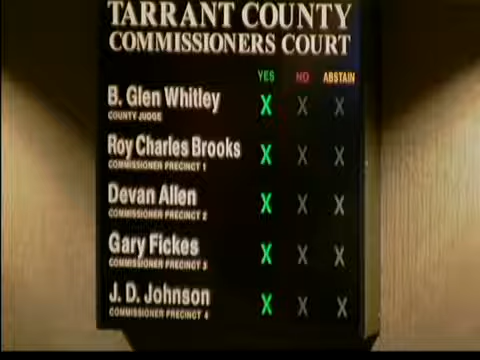 TARRANT COUNTY
COMMISSIONERS COURT
YES NO ABSTAIN
B. Glen Whitley X X X
COUNTY JUDGE
Roy Charles Brooks X X X
COMMISSIONER PRECINCT 1
Devan Allen X X X
COMMISSIONER PRECINCT 2
Gary Fickes X X X
COMMISSIONER PRECINCT 3
J. D. Johnson X X X
COMMISSIONER PRECINCT 4